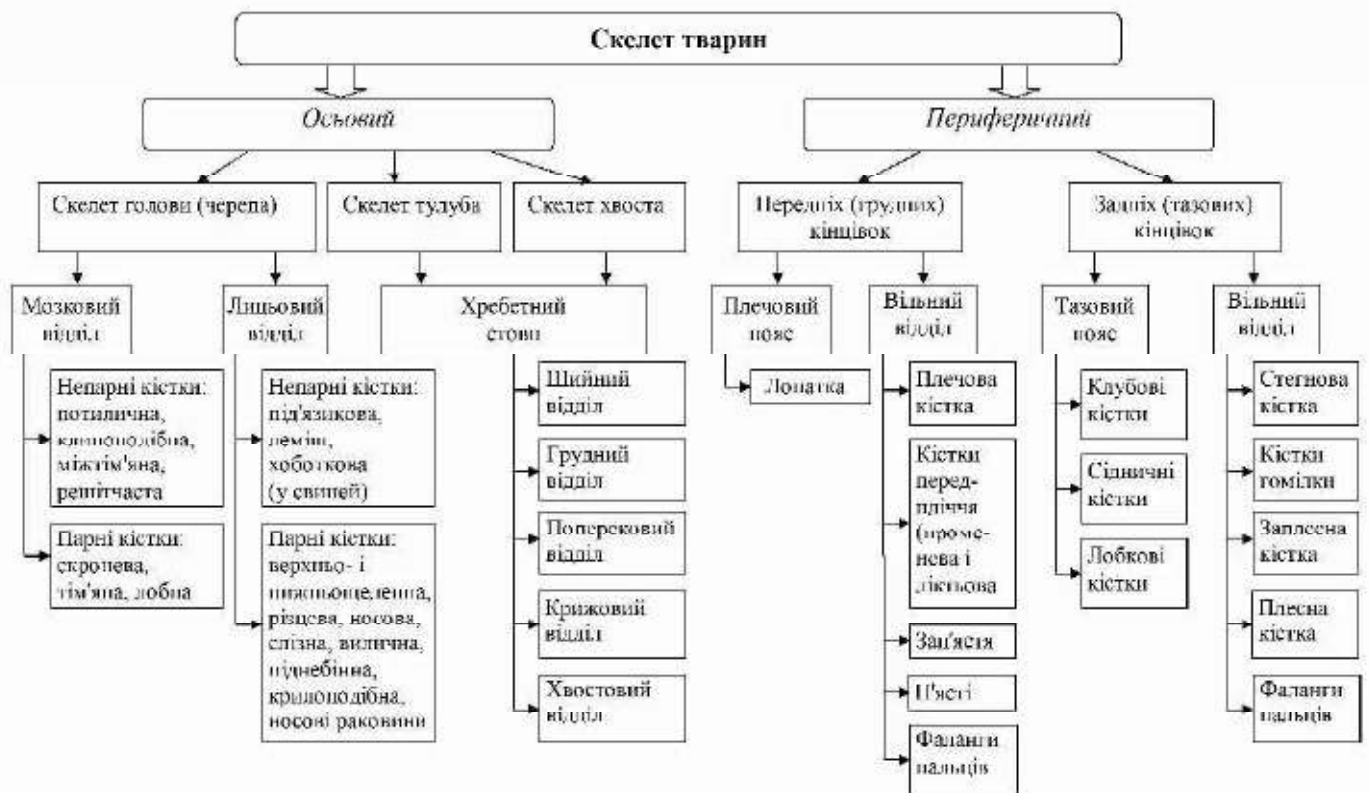 Скелет тварин
Осьовий
Периферичний
Скелет голови (черепа)
Скелет тулуба
Скелет хвоста
Передніх (грудних)
кінцівок
Задніх (тазових)
кінцівок
Мозковий
відділ
Лицьовий
відділ
Хребетний
стовп
Плечовий
пояс
Вільний
відділ
Тазовий
пояс
Вільний
відділ
Непарні кістки:
потилична,
клиноподібна,
міжтім'яна,
решітчаста
Парні кістки:
скронева,
тім'яна, лобна
Непарні кістки:
під'язикова,
леміш,
хоботкова
(у свиней)
Парні кістки:
верхньо- і
нижньощелепна,
різцева, носова,
слізна, вилична,
піднебінна,
крилоподібна,
носові раковини
Шийний
відділ
Грудний
відділ
Поперековий
відділ
Крижовий
відділ
Хвостовий
відділ
Лопатка
Плечова
кістка
Кістки
перед-
пліччя
(проме-
нева і
ліктьова
Зап'ястя
П'ясті
Фаланги
пальців
Клубові
кістки
Сідничні
кістки
Лобкові
кістки
Стегнова
кістка
Кістки
гомілки
Заплесна
кістка
Плесна
кістка
Фаланги
пальців